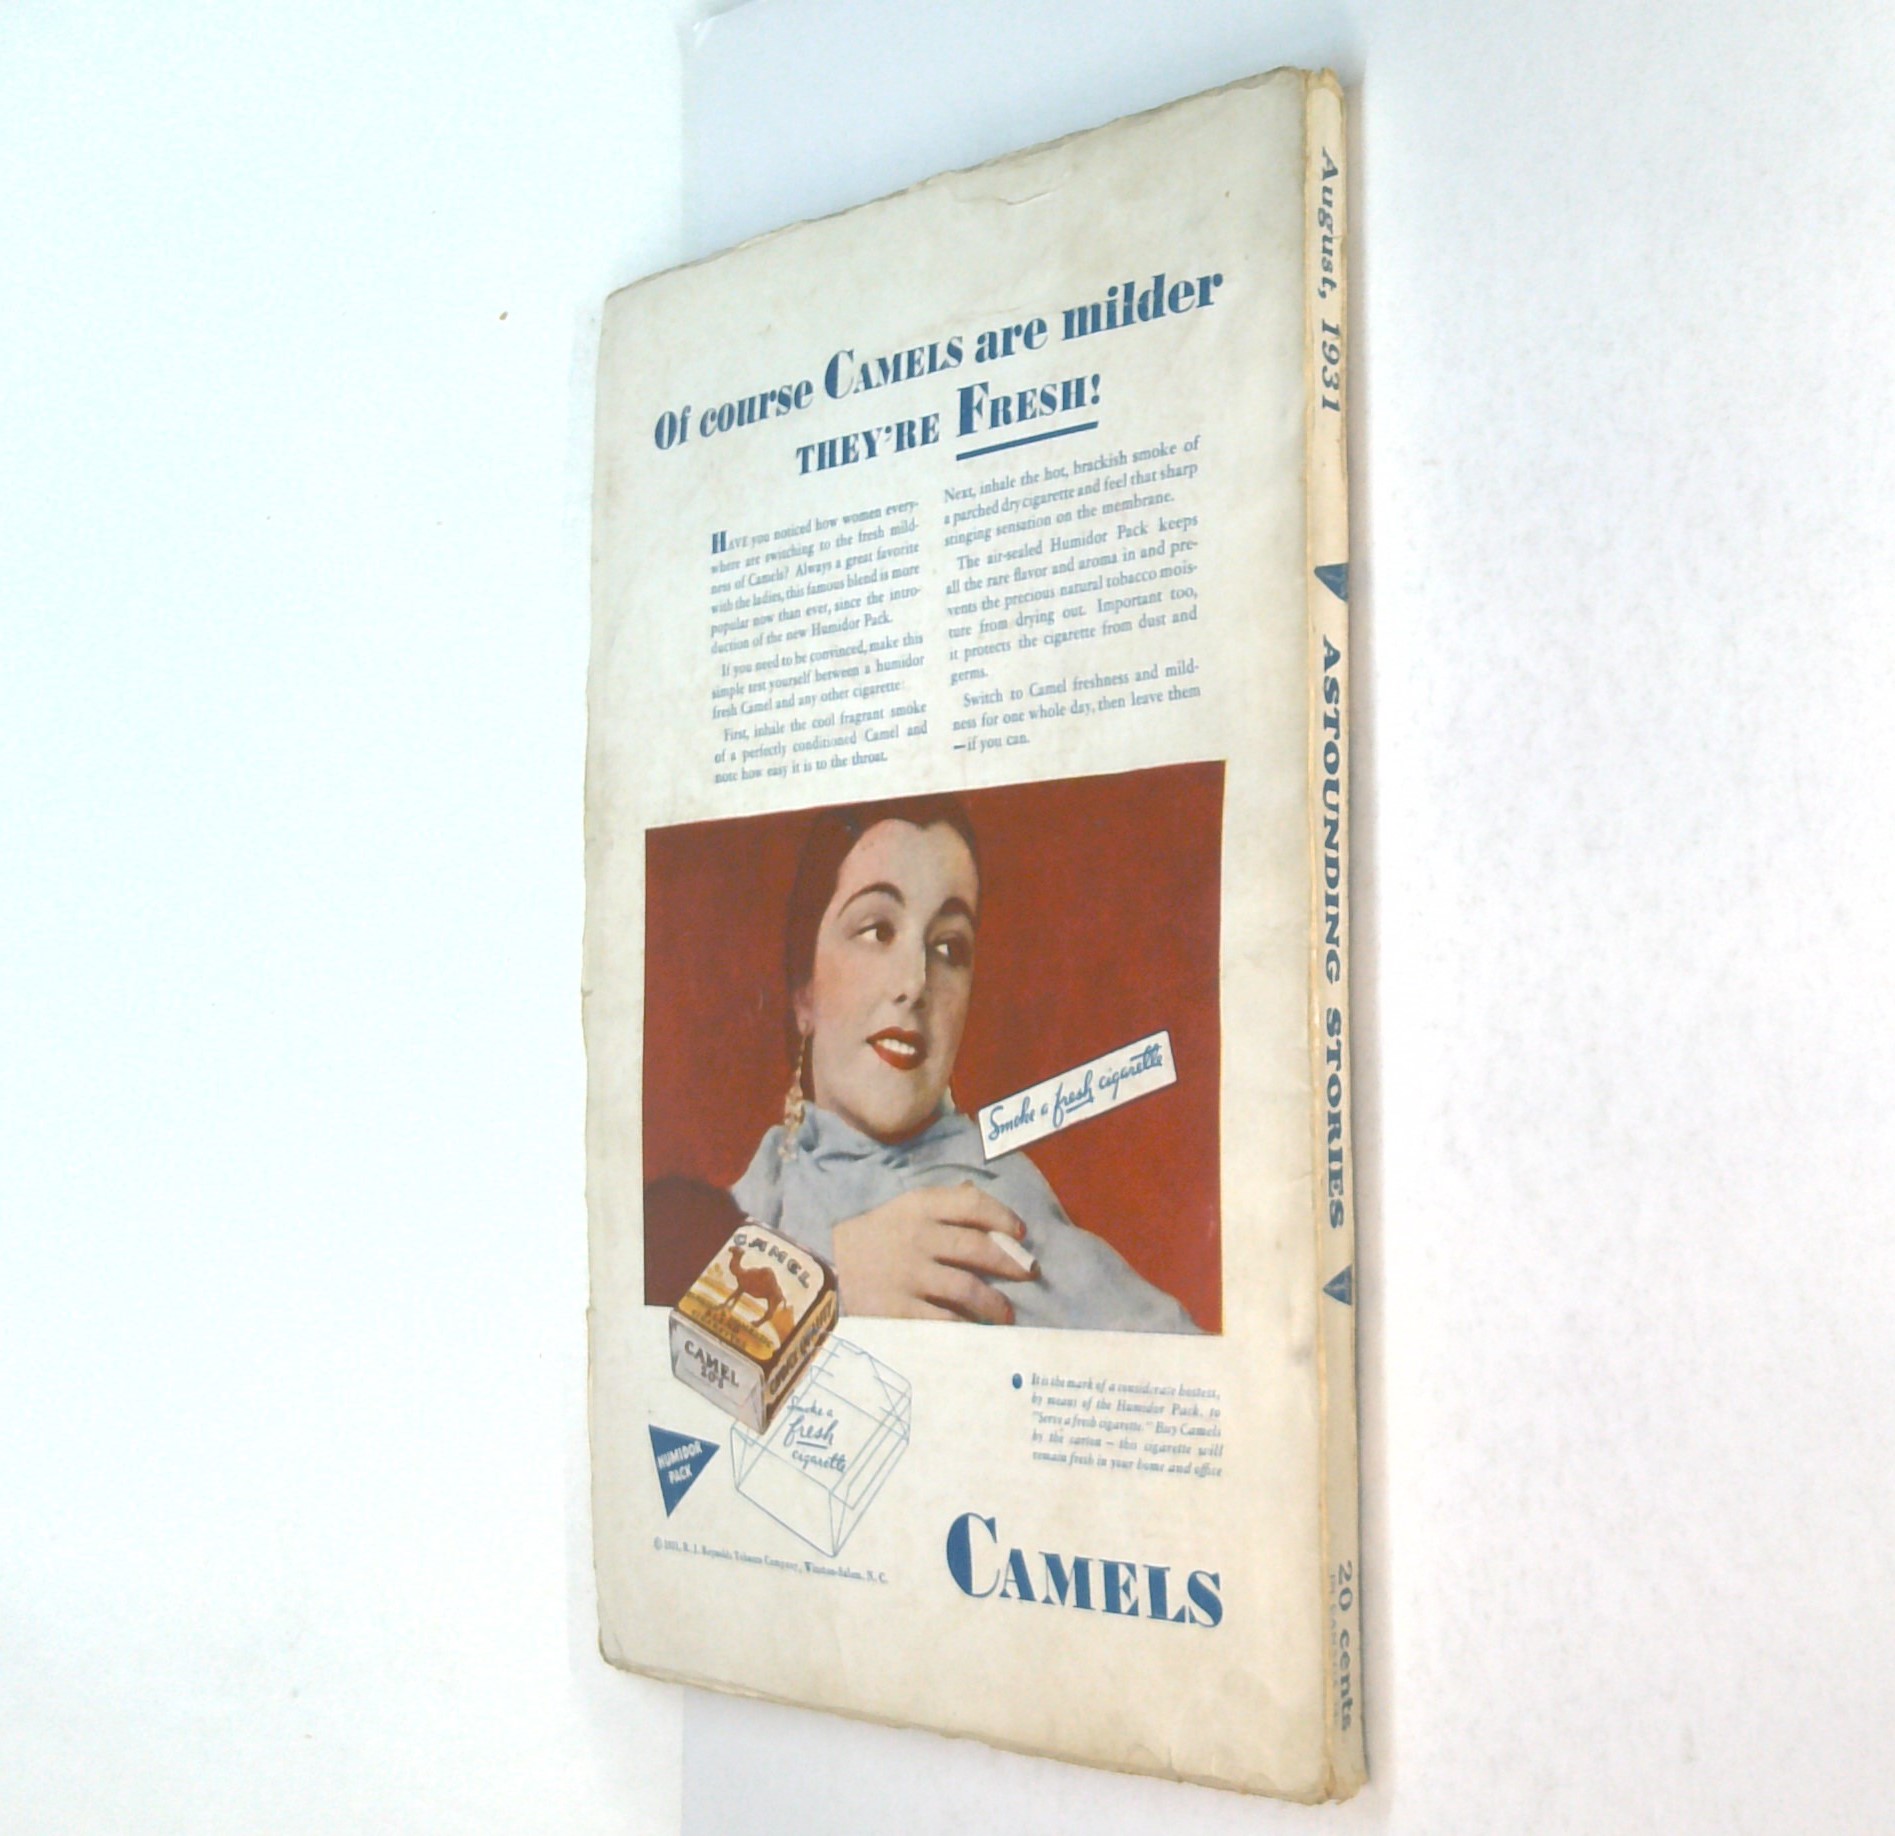 Of course CAMELS are milder
THEY'RE FRESH!
HAVE you noticed how women every-
where are switching to the fresh mild-
ness of Camels? Always a great favorite
with the ladies, this famous blend is more
popular now than ever, since the intro-
duction of the new Humidor Pack.
If you need to be convinced, make this
simple test yourself between a humidor
fresh Camel and any other cigarette:
First, inhale the cool fragrant smoke
of a perfectly conditioned Camel and
note how easy it is to the throat.
Next, inhale the hot, brackish smoke of
a parched dry cigarette and feel that sharp
stinging sensation on the membrane.
The air-sealed Humidor Pack keeps
all the rare flavor and aroma in and pre-
vents the precious natural tobacco mois-
ture from drying out. Important too,
it protects the cigarette from dust and
germs.
Switch to Camel freshness and mild-
ness for one whole day, then leave them
—if you can.
Smoke a fresh cigarette
CAMEL
CHOICE QUALITY
CAMEL
20's
Smoke a
fresh
cigarette
HUMIDOR
PACK
It is the mark of a considerate hostess,
by means of the Humidor Pack, to
"Serve a fresh cigarette." Buy Camels
by the carton — this cigarette will
remain fresh in your home and office
© 1931, R. J. Reynolds Tobacco Company, Winston-Salem, N. C.
CAMELS
August, 1931
ASTOUNDING STORIES
20 cents